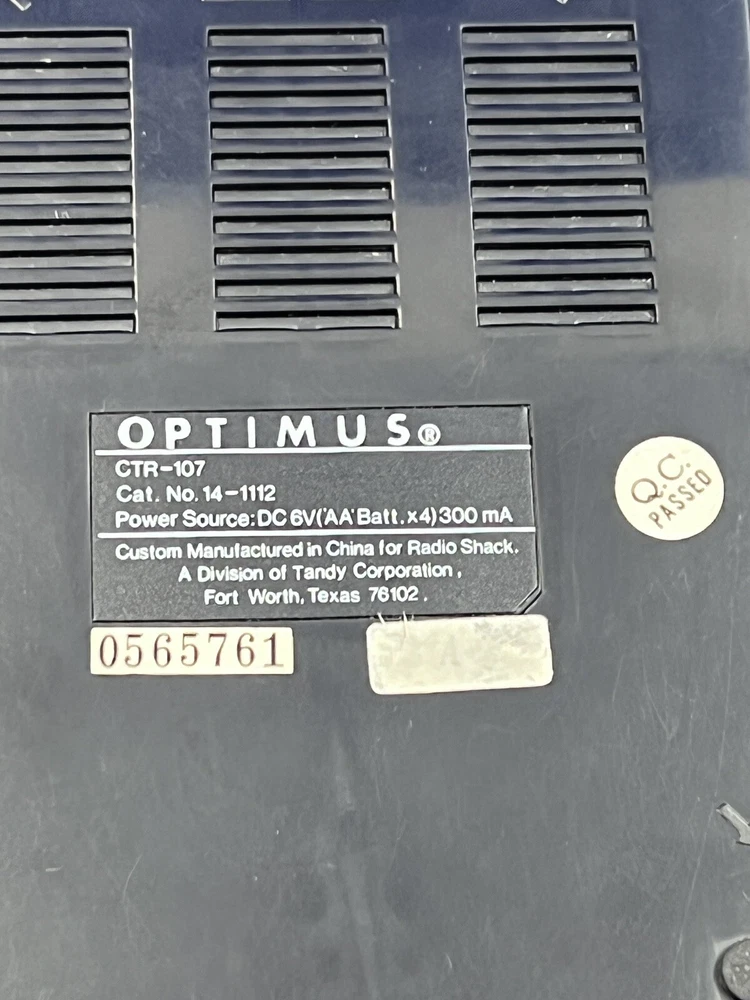 OPTIMUS®
CTR-107
Cat. No. 14-1112
Power Source: DC 6V('AA' Batt. x4) 300 mA
Custom Manufactured in China for Radio Shack.
A Division of Tandy Corporation,
Fort Worth, Texas 76102.
0565761
Q.C.
PASSED